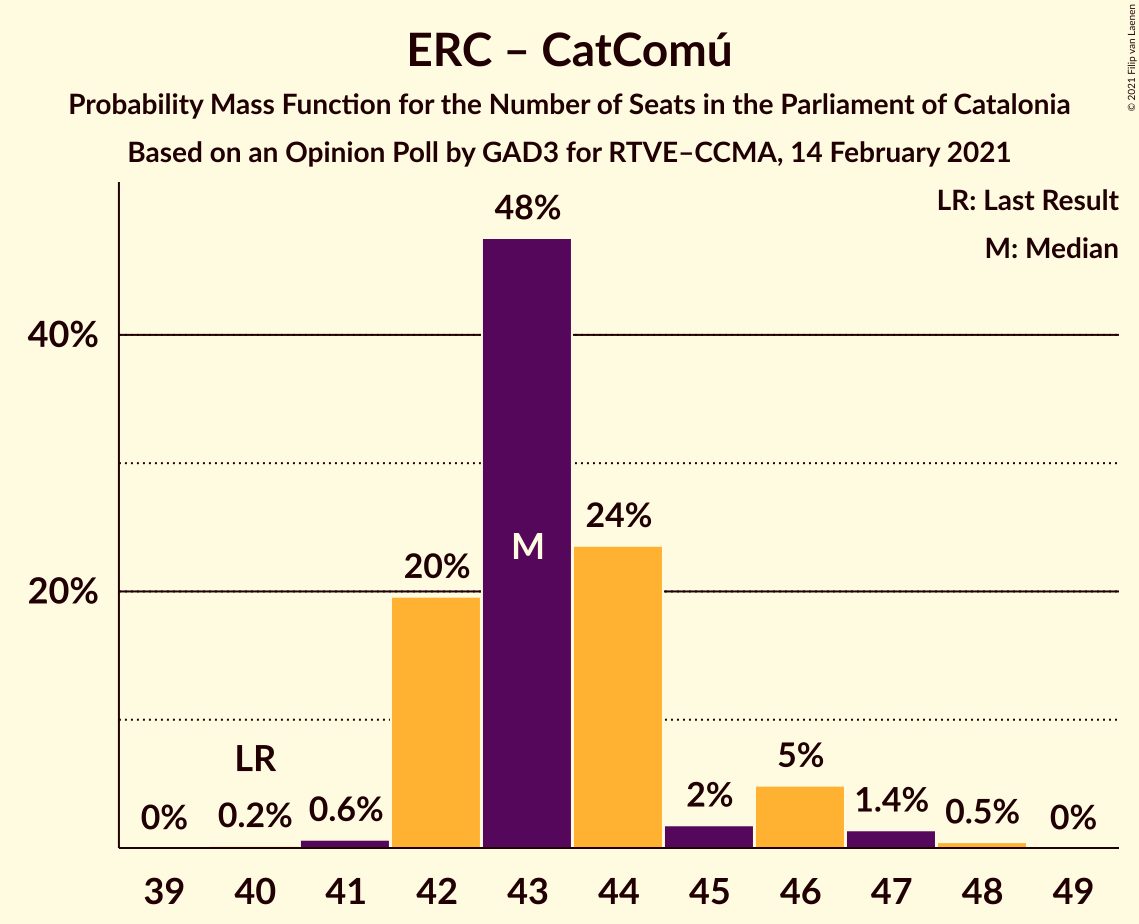 ERC – CatComú
Probability Mass Function for the Number of Seats in the Parliament of Catalonia
Based on an Opinion Poll by GAD3 for RTVE–CCMA, 14 February 2021
© 2021 Filip van Laenen
LR: Last Result
M: Median
48%
40%
24%
M
20%
20%
LR
5%
2%
1.4%
0.6%
0.5%
0.2%
0%
0%
39 40 41 42 43 44 45 46 47 48 49